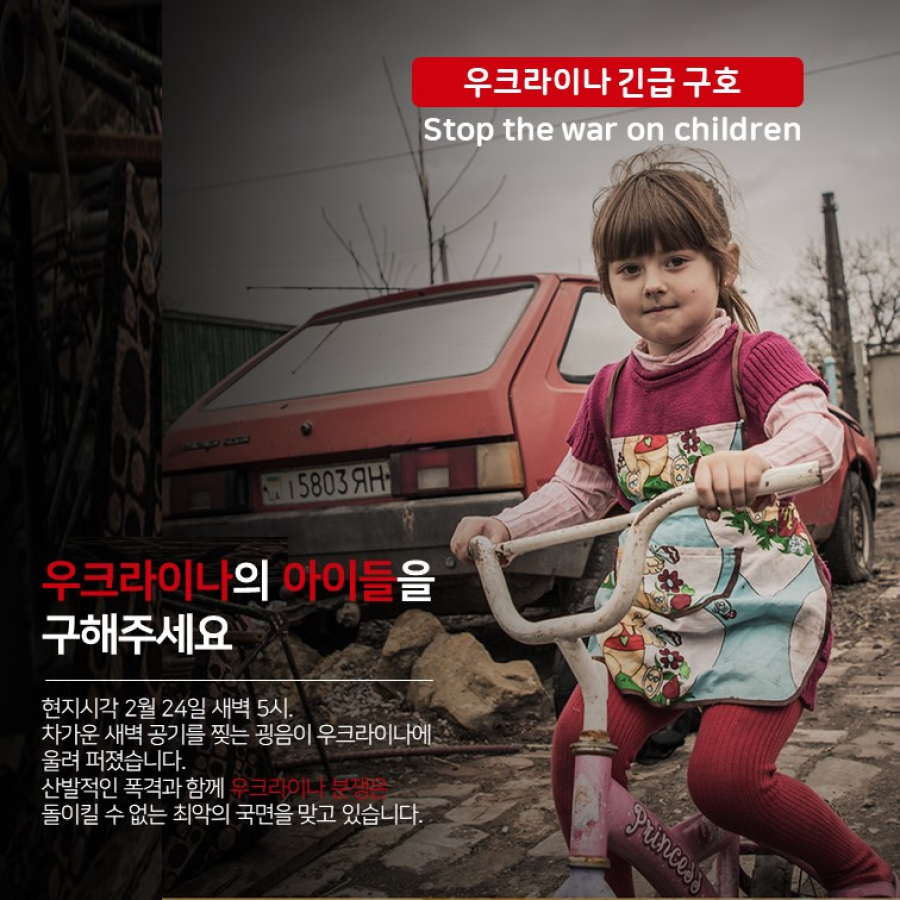 우크라이나 긴급 구호
Stop the war on children
I5803ЯН
우크라이나의 아이들을
구해주세요
현지시각 2월 24일 새벽 5시.
차가운 새벽 공기를 찢는 굉음이 우크라이나에
울려 퍼졌습니다.
산발적인 폭격과 함께 우크라이나 분쟁은
돌이킬 수 없는 최악의 국면을 맞고 있습니다.
Princess